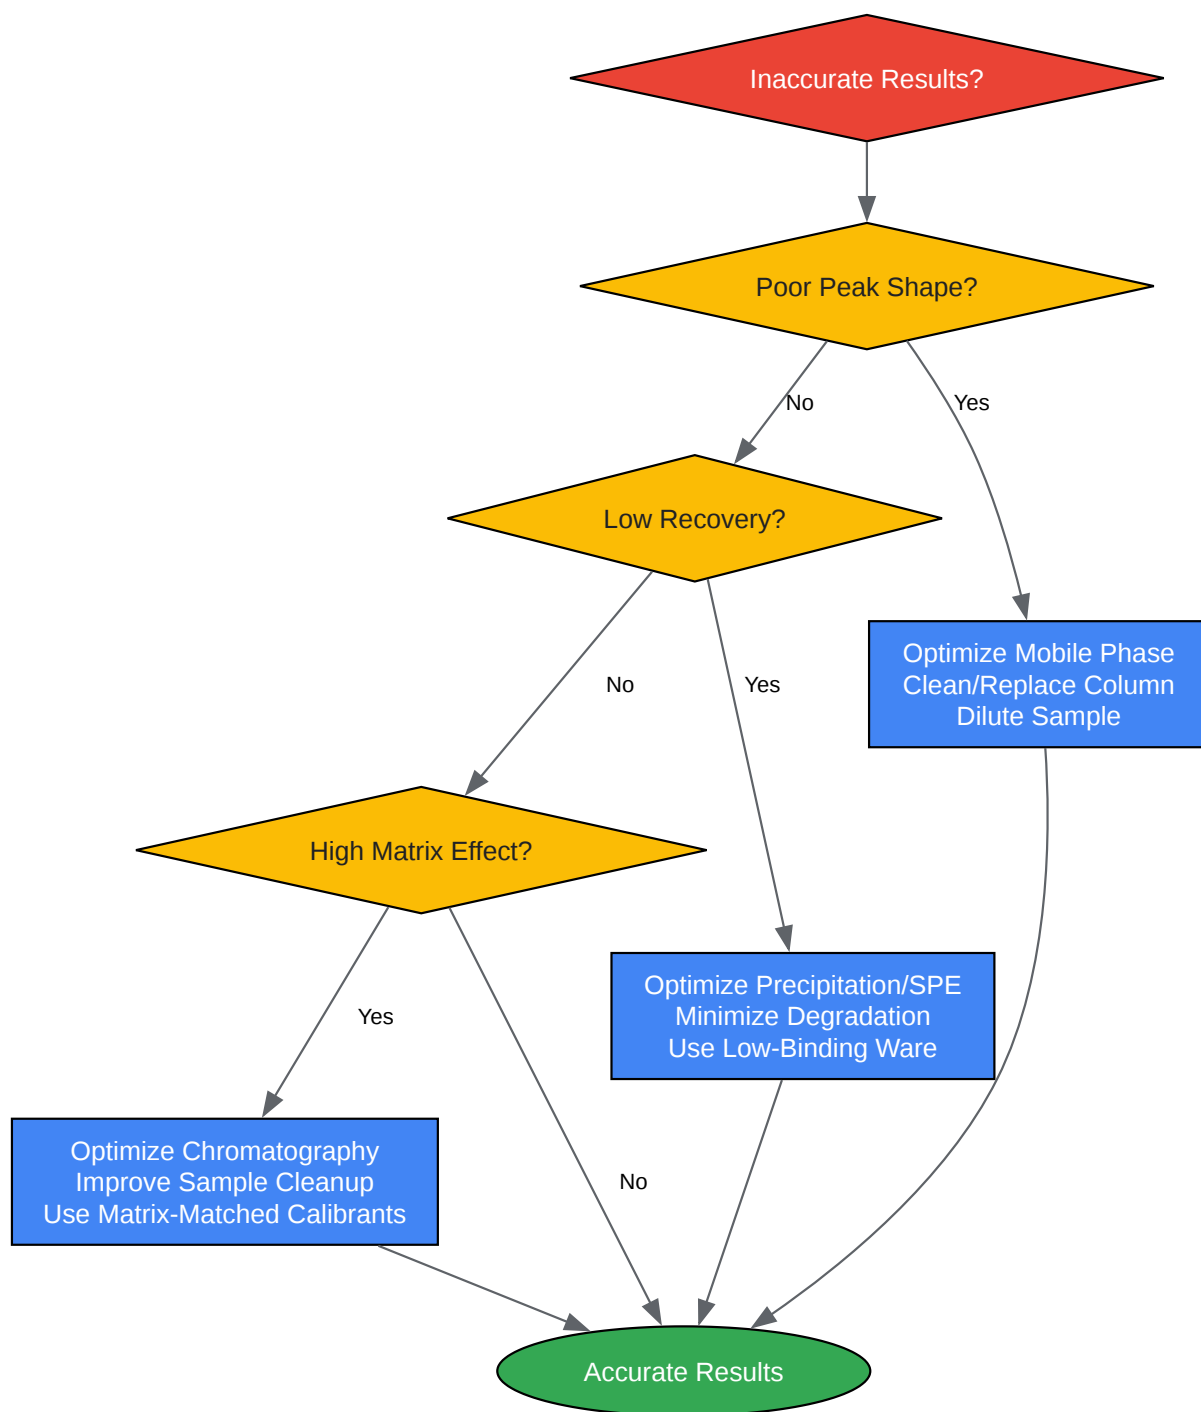 Inaccurate Results?
Poor Peak Shape?
No
Yes
Low Recovery?
Optimize Mobile Phase
Clean/Replace Column
Dilute Sample
No
Yes
High Matrix Effect?
Optimize Precipitation/SPE
Minimize Degradation
Use Low-Binding Ware
Yes
Optimize Chromatography
Improve Sample Cleanup
Use Matrix-Matched Calibrants
No
Accurate Results